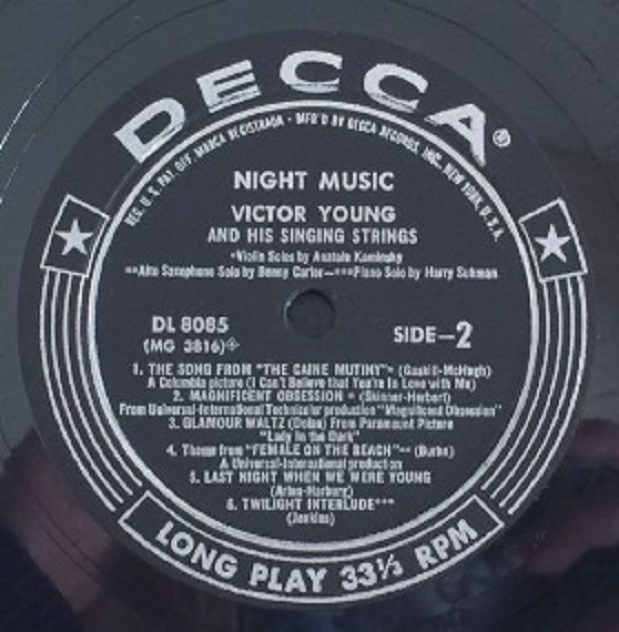 DECCA®
REG. U.S. PAT. OFF. MARCA REGISTRADA • MFR'D BY DECCA RECORDS, INC., NEW YORK, U.S.A.
NIGHT MUSIC
VICTOR YOUNG
AND HIS SINGING STRINGS
*Violin Solos by Anatole Kaminsky
**Alto Saxophone Solo by Benny Carter—***Piano Solo by Harry Sukman
DL 8085
(MG 3816)
SIDE—2
1. THE SONG FROM "THE CAINE MUTINY"* (Gaskill-McHugh)
A Columbia picture (I Can't Believe that You're In Love with Me)
2. MAGNIFICENT OBSESSION * (Skinner-Herbert)
From Universal-International Technicolor production "Magnificent Obsession"
3. GLAMOUR WALTZ (Dolan) From Paramount Picture
"Lady in the Dark"
4. Theme from "FEMALE ON THE BEACH"** (Burke)
A Universal-International production
5. LAST NIGHT WHEN WE WERE YOUNG
(Arlen-Harburg)
6. TWILIGHT INTERLUDE***
(Jenkins)
LONG PLAY 33⅓ RPM